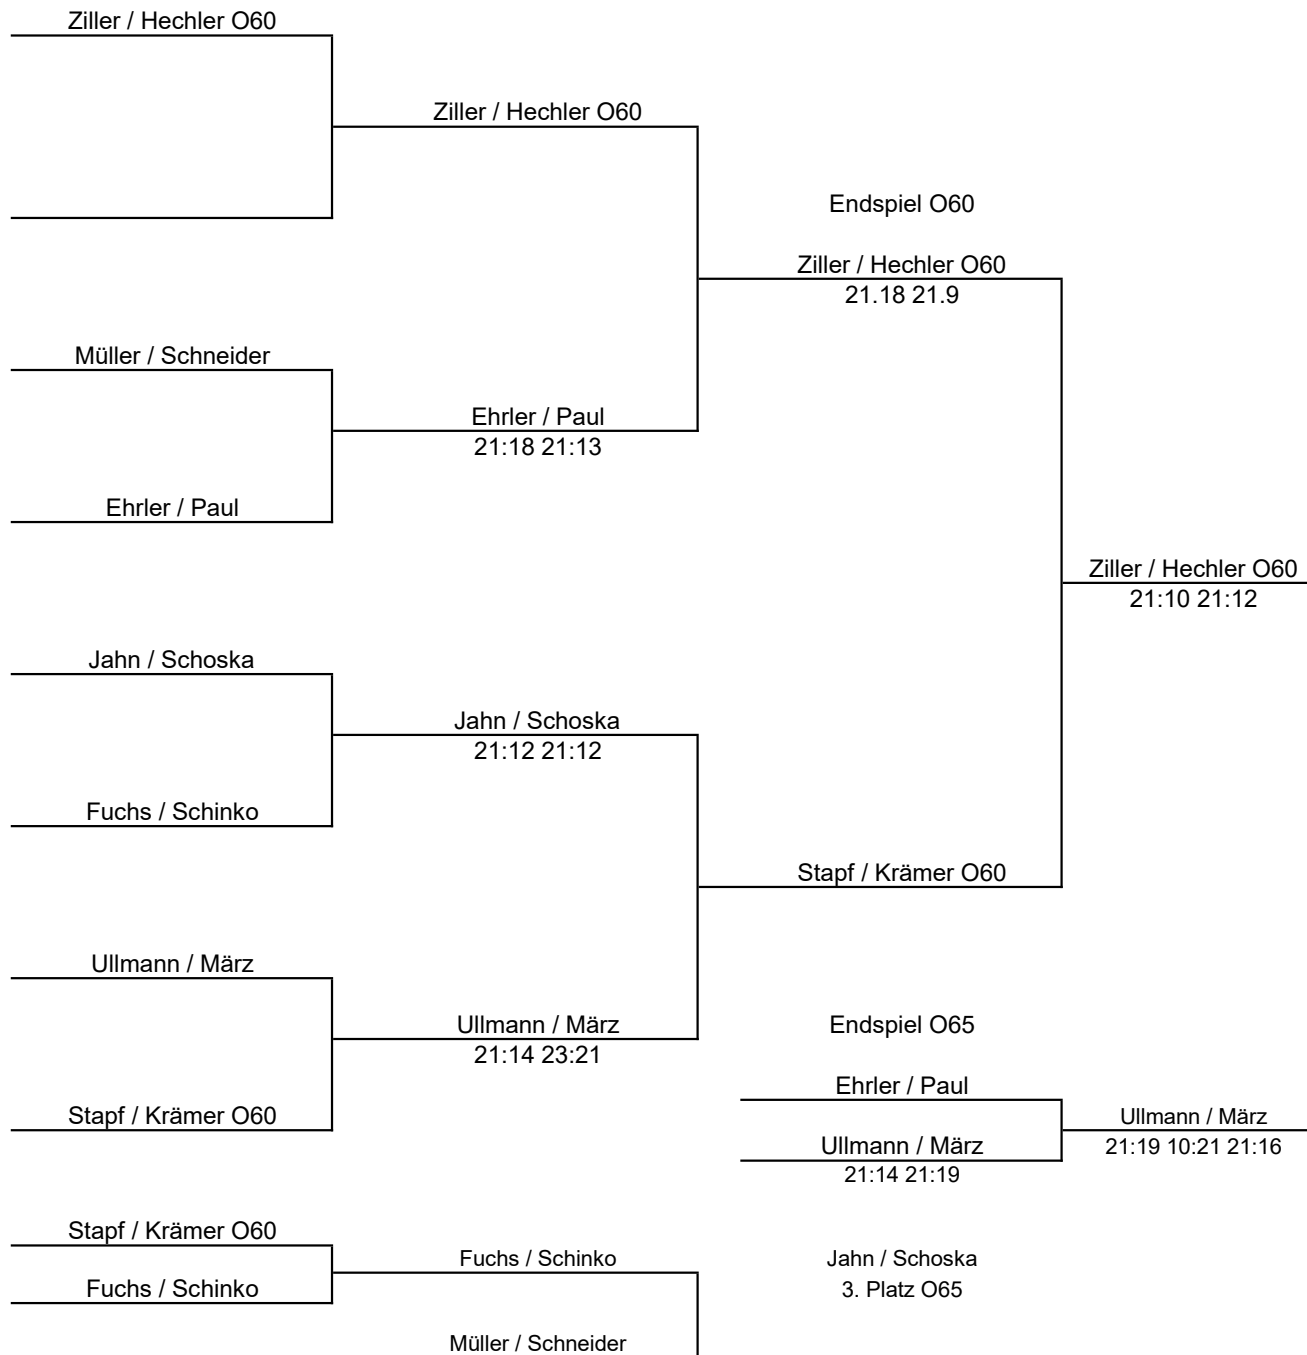 Ziller / Hechler O60
Ziller / Hechler O60
Endspiel O60
Ziller / Hechler O60
21.18 21.9
Müller / Schneider
Ehrler / Paul
21:18 21:13
Ehrler / Paul
Ziller / Hechler O60
21:10 21:12
Jahn / Schoska
Jahn / Schoska
21:12 21:12
Fuchs / Schinko
Stapf / Krämer O60
Ullmann / März
Ullmann / März
21:14 23:21
Endspiel O65
Ehrler / Paul
Stapf / Krämer O60
Ullmann / März
21:19 10:21 21:16
Ullmann / März
21:14 21:19
Stapf / Krämer O60
Fuchs / Schinko
Jahn / Schoska
Fuchs / Schinko
3. Platz O65
Müller / Schneider